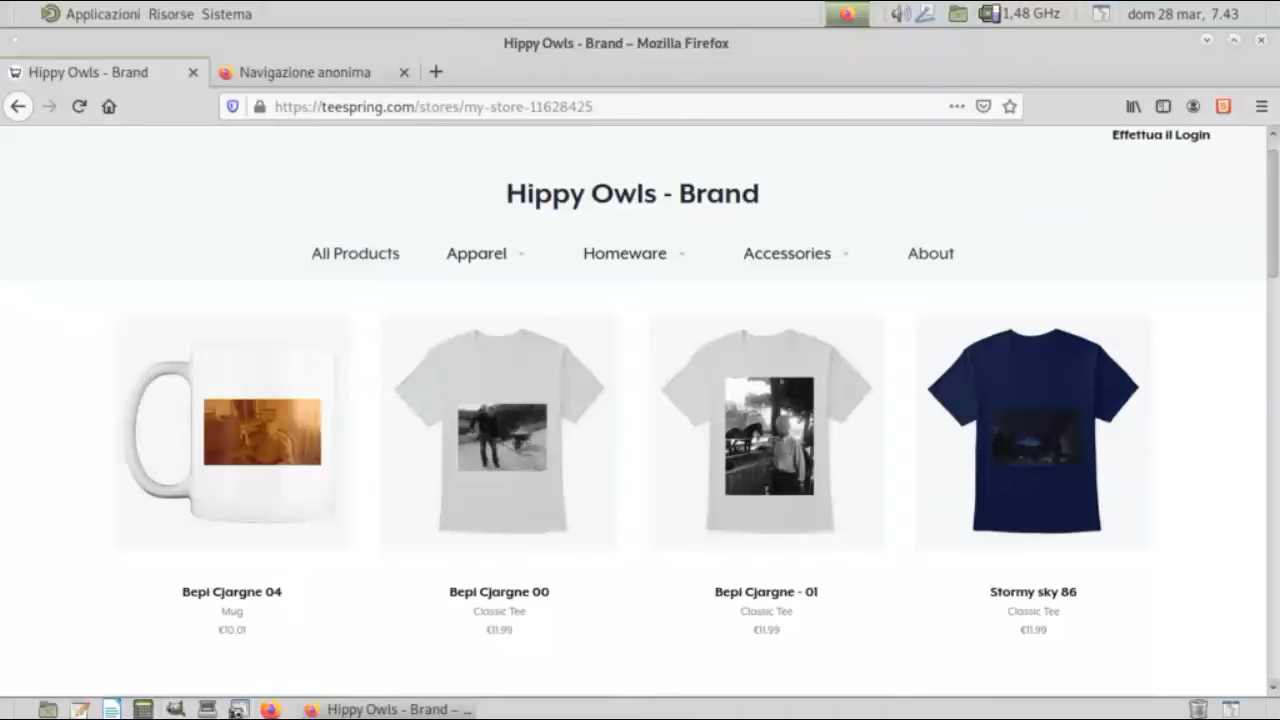 Applicazioni Risorse Sistema 1,48 GHz dom 28 mar, 7.43
Hippy Owls - Brand – Mozilla Firefox
Hippy Owls - Brand Navigazione anonima
https://teespring.com/stores/my-store-11628425
Effettua il Login
Hippy Owls - Brand
All Products Apparel Homeware Accessories About
Bepi Cjargne 04 Bepi Cjargne 00 Bepi Cjargne - 01 Stormy sky 86
Mug Classic Tee Classic Tee Classic Tee
€10.01 €11.99 €11.99 €11.99
Hippy Owls - Brand – ...